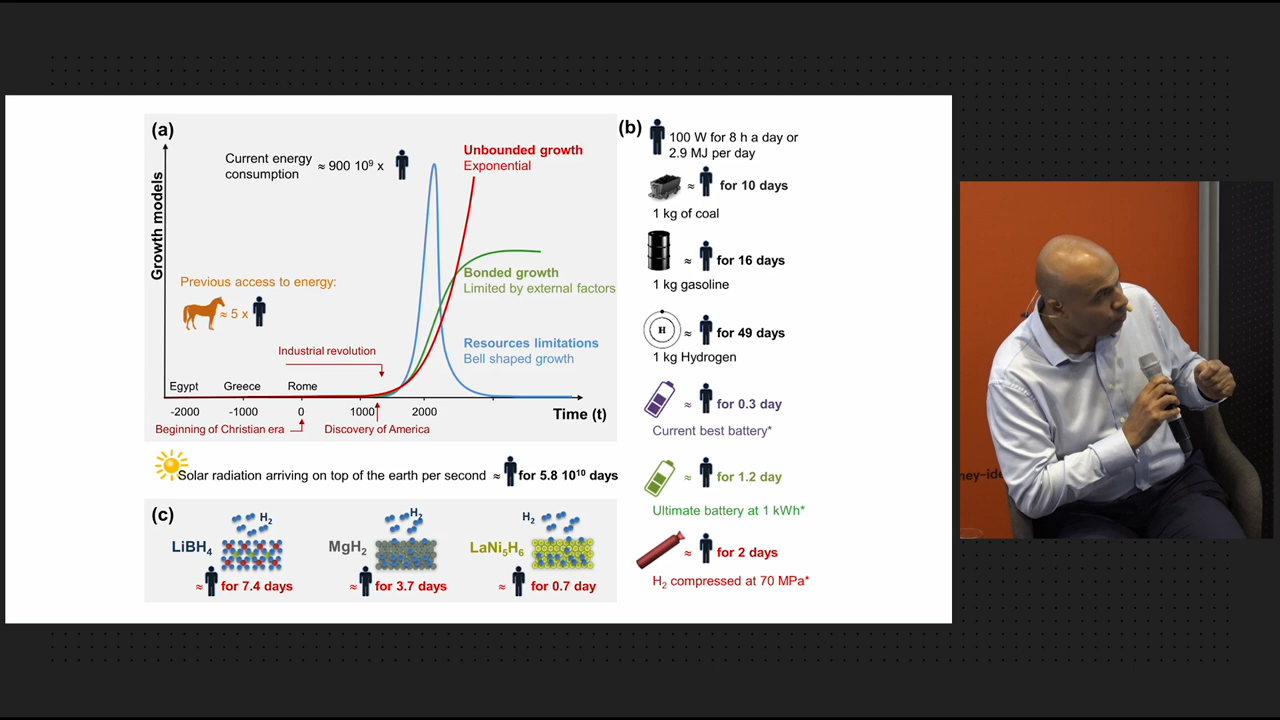 (a)
Growth models
Current energy
consumption
≈ 900 10⁹ x
Unbounded growth
Exponential
Bonded growth
Limited by external factors
Resources limitations
Bell shaped growth
Previous access to energy:
≈ 5 x
Industrial revolution
Egypt Greece Rome
-2000 -1000 0 1000 2000
Time (t)
Beginning of Christian era
Discovery of America
Solar radiation arriving on top of the earth per second ≈ for 5.8 10¹⁰ days
(c)
H₂
LiBH₄
≈ for 7.4 days
H₂
MgH₂
≈ for 3.7 days
H₂
LaNi₅H₆
≈ for 0.7 day
(b)
100 W for 8 h a day or
2.9 MJ per day
≈ for 10 days
1 kg of coal
≈ for 16 days
1 kg gasoline
H
≈ for 49 days
1 kg Hydrogen
≈ for 0.3 day
Current best battery*
≈ for 1.2 day
Ultimate battery at 1 kWh*
≈ for 2 days
H₂ compressed at 70 MPa*